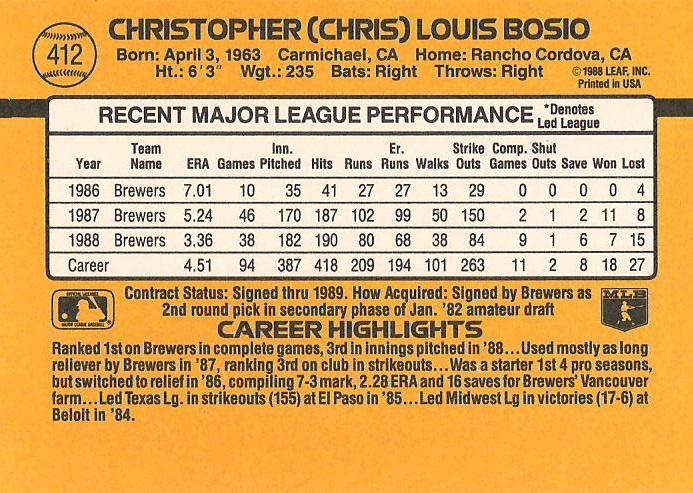 412
CHRISTOPHER (CHRIS) LOUIS BOSIO
Born: April 3, 1963 Carmichael, CA Home: Rancho Cordova, CA
Ht.: 6'3" Wgt.: 235 Bats: Right Throws: Right
©1988 LEAF, INC.
Printed in USA
RECENT MAJOR LEAGUE PERFORMANCE *Denotes
Led League
Year Team Name ERA Games Inn. Pitched Hits Runs Er. Runs Walks Strike Outs Comp. Games Shut Outs Save Won Lost
1986 Brewers 7.01 10 35 41 27 27 13 29 0 0 0 0 4
1987 Brewers 5.24 46 170 187 102 99 50 150 2 1 2 11 8
1988 Brewers 3.36 38 182 190 80 68 38 84 9 1 6 7 15
Career 4.51 94 387 418 209 194 101 263 11 2 8 18 27
Contract Status: Signed thru 1989. How Acquired: Signed by Brewers as
2nd round pick in secondary phase of Jan. '82 amateur draft
MAJOR LEAGUE BASEBALL
MLB
CAREER HIGHLIGHTS
Ranked 1st on Brewers in complete games, 3rd in innings pitched in '88...Used mostly as long
reliever by Brewers in '87, ranking 3rd on club in strikeouts...Was a starter 1st 4 pro seasons,
but switched to relief in '86, compiling 7-3 mark, 2.28 ERA and 16 saves for Brewers' Vancouver
farm...Led Texas Lg. in strikeouts (155) at El Paso in '85...Led Midwest Lg in victories (17-6) at
Beloit in '84.